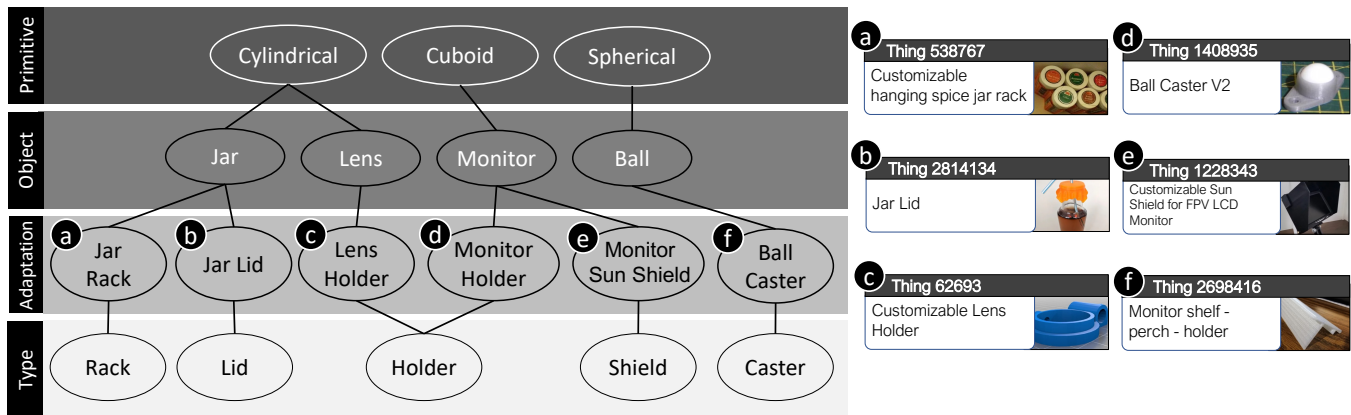 Primitive
Cylindrical
Cuboid
Spherical
Object
Jar
Lens
Monitor
Ball
Adaptation
a
Jar
Rack
b
Jar Lid
c
Lens
Holder
d
Monitor
Holder
e
Monitor
Sun Shield
f
Ball
Caster
Type
Rack
Lid
Holder
Shield
Caster
a
Thing 538767
Customizable
hanging spice jar rack
b
Thing 2814134
Jar Lid
c
Thing 62693
Customizable Lens
Holder
d
Thing 1408935
Ball Caster V2
e
Thing 1228343
Customizable Sun
Shield for FPV LCD
Monitor
f
Thing 2698416
Monitor shelf -
perch - holder